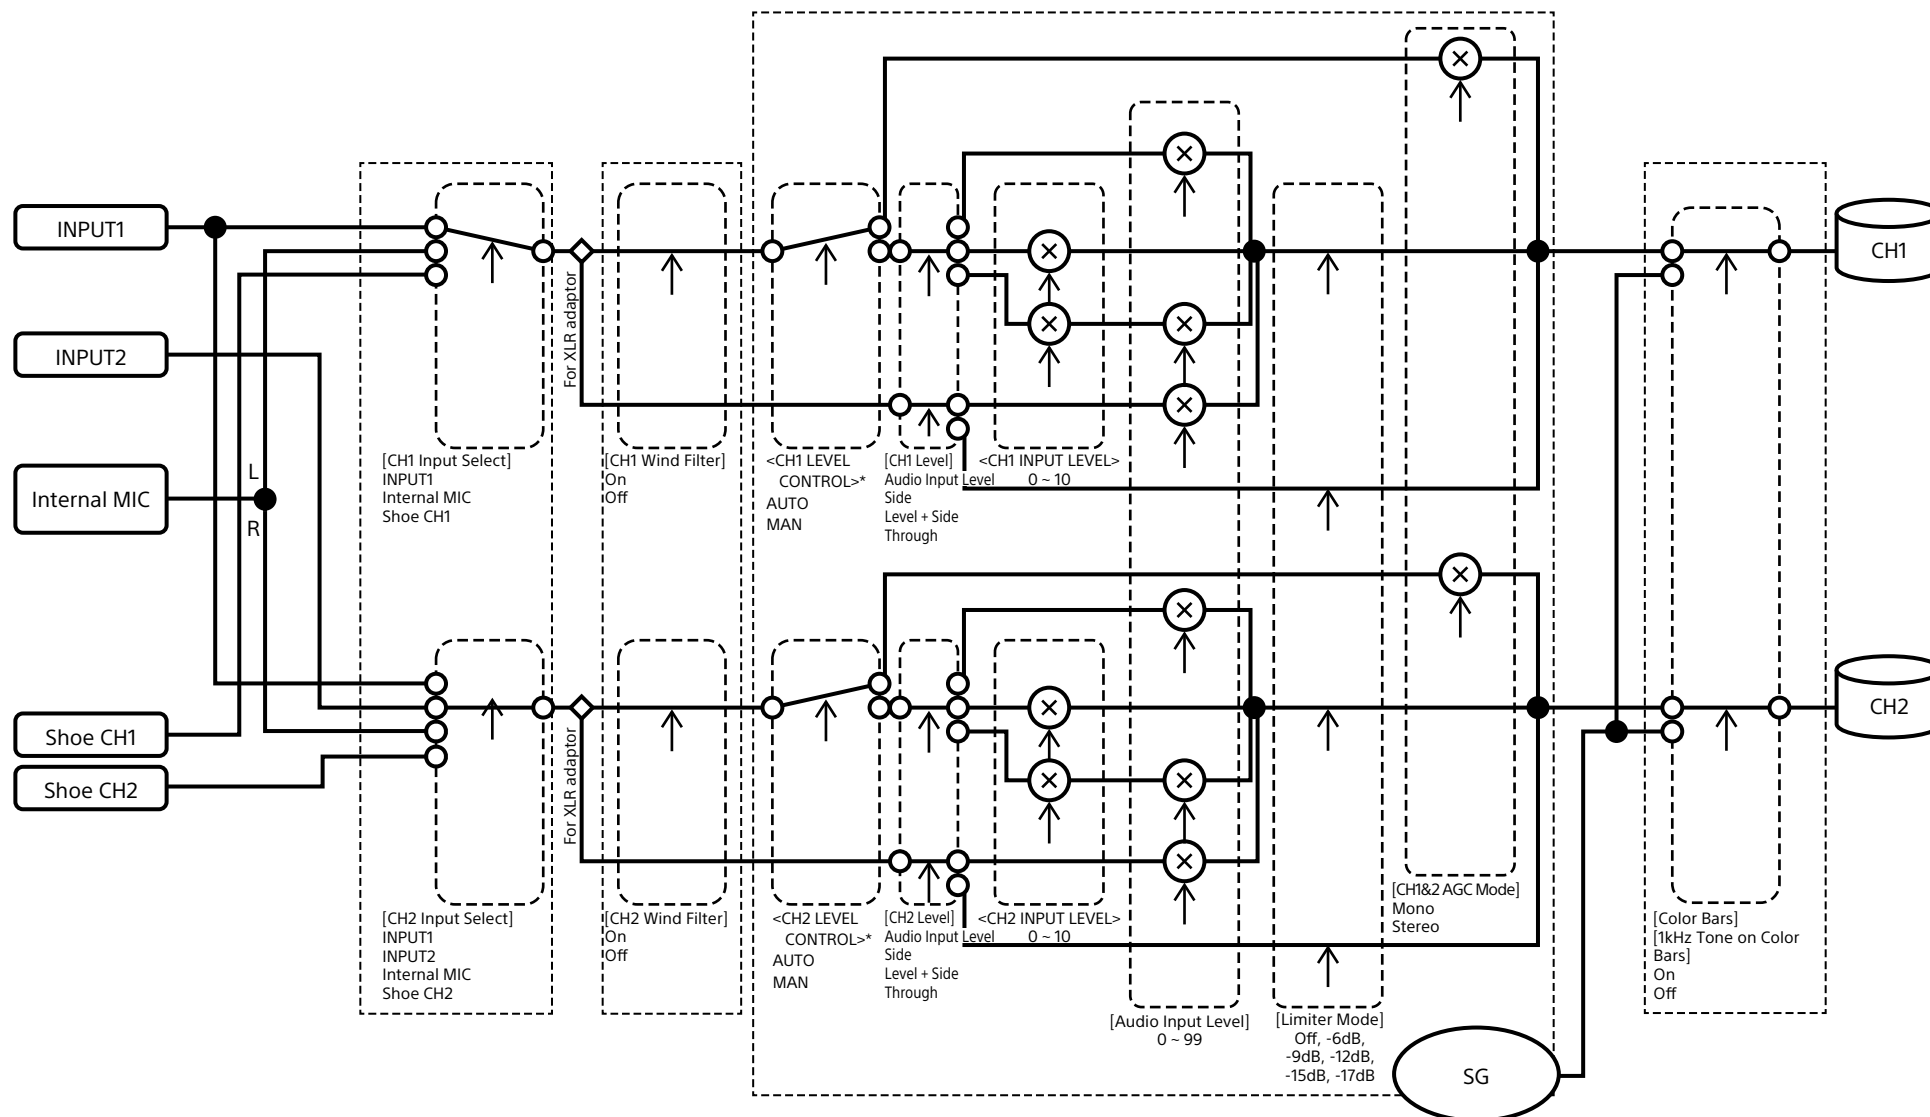 INPUT1
INPUT2
Internal MIC
L
R
Shoe CH1
Shoe CH2
[CH1 Input Select]
INPUT1
Internal MIC
Shoe CH1
For XLR adaptor
[CH1 Wind Filter]
On
Off
<CH1 LEVEL
CONTROL>*
AUTO
MAN
[CH1 Level]
Audio Input Level
Side
Level + Side
Through
<CH1 INPUT LEVEL>
0 ~ 10
CH1
[CH2 Input Select]
INPUT1
INPUT2
Internal MIC
Shoe CH2
For XLR adaptor
[CH2 Wind Filter]
On
Off
<CH2 LEVEL
CONTROL>*
AUTO
MAN
[CH2 Level]
Audio Input Level
Side
Level + Side
Through
<CH2 INPUT LEVEL>
0 ~ 10
[Audio Input Level]
0 ~ 99
[Limiter Mode]
Off, -6dB,
-9dB, -12dB,
-15dB, -17dB
[CH1&2 AGC Mode]
Mono
Stereo
SG
[Color Bars]
[1kHz Tone on Color
Bars]
On
Off
CH2